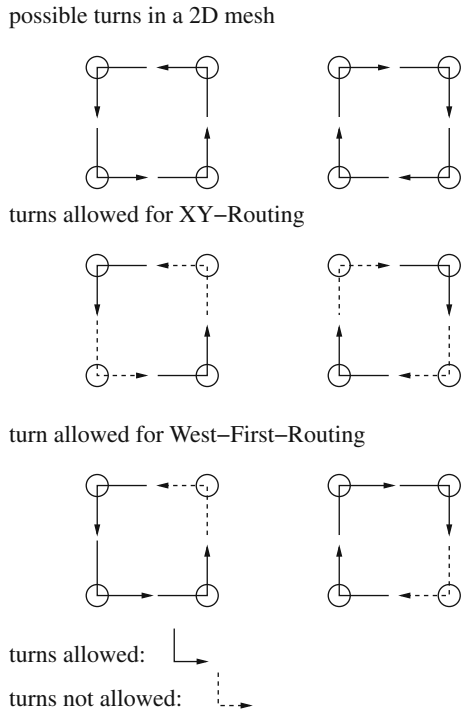 possible turns in a 2D mesh
turns allowed for XY−Routing
turn allowed for West−First−Routing
turns allowed:
turns not allowed: